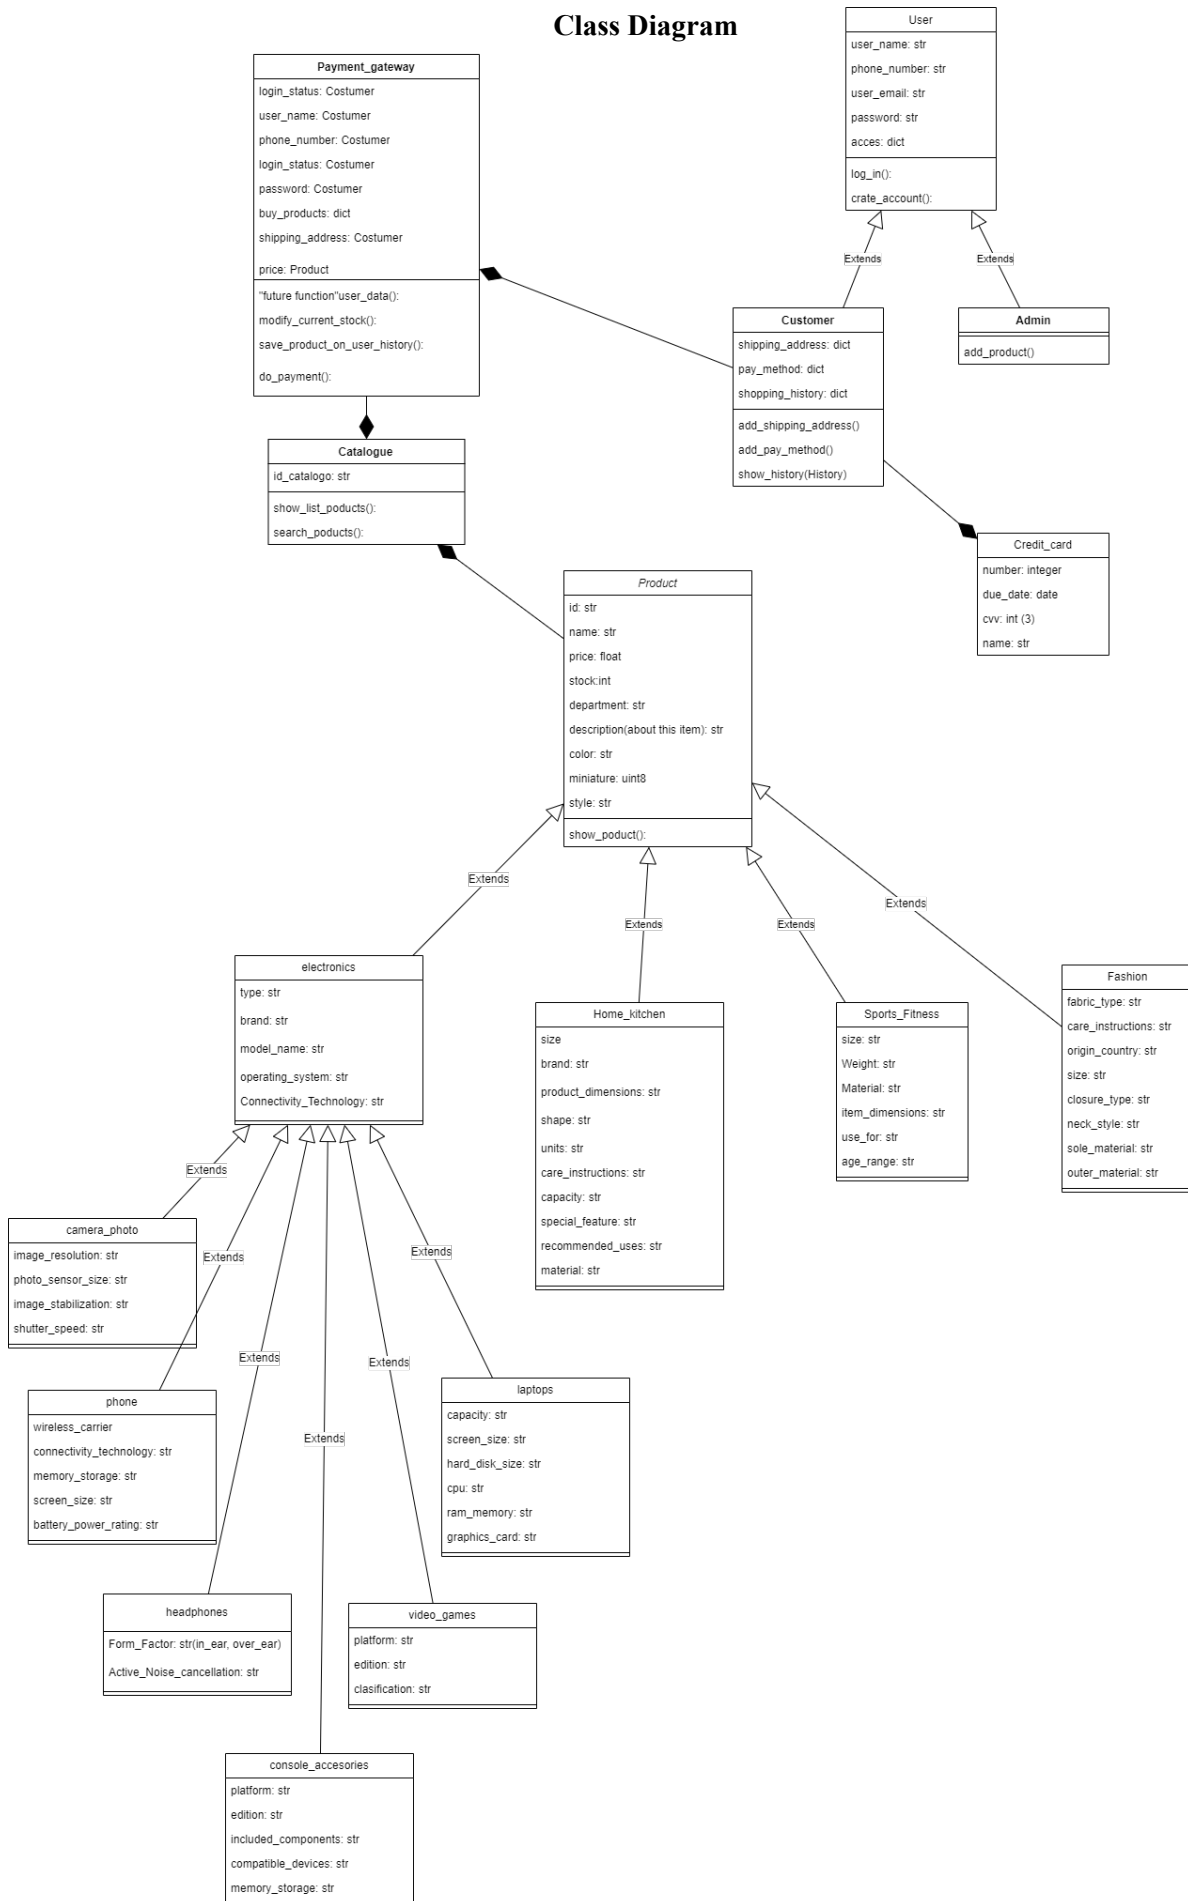 Class Diagram
User
user_name: str
phone_number: str
user_email: str
password: str
acces: dict
log_in():
crate_account():
Payment_gateway
login_status: Costumer
user_name: Costumer
phone_number: Costumer
login_status: Costumer
password: Costumer
buy_products: dict
shipping_address: Costumer
price: Product
"future function"user_data():
modify_current_stock():
save_product_on_user_history():
do_payment():
Extends
Extends
Customer
shipping_address: dict
pay_method: dict
shopping_history: dict
add_shipping_address()
add_pay_method()
show_history(History)
Admin
add_product()
Catalogue
id_catalogo: str
show_list_poducts():
search_poducts():
Credit_card
number: integer
due_date: date
cvv: int (3)
name: str
Product
id: str
name: str
price: float
stock:int
department: str
description(about this item): str
color: str
miniature: uint8
style: str
show_poduct():
Extends
Extends
Extends
Extends
electronics
type: str
brand: str
model_name: str
operating_system: str
Connectivity_Technology: str
Home_kitchen
size
brand: str
product_dimensions: str
shape: str
units: str
care_instructions: str
capacity: str
special_feature: str
recommended_uses: str
material: str
Sports_Fitness
size: str
Weight: str
Material: str
item_dimensions: str
use_for: str
age_range: str
Fashion
fabric_type: str
care_instructions: str
origin_country: str
size: str
closure_type: str
neck_style: str
sole_material: str
outer_material: str
Extends
Extends
Extends
Extends
Extends
Extends
camera_photo
image_resolution: str
photo_sensor_size: str
image_stabilization: str
shutter_speed: str
phone
wireless_carrier
connectivity_technology: str
memory_storage: str
screen_size: str
battery_power_rating: str
laptops
capacity: str
screen_size: str
hard_disk_size: str
cpu: str
ram_memory: str
graphics_card: str
headphones
Form_Factor: str(in_ear, over_ear)
Active_Noise_cancellation: str
video_games
platform: str
edition: str
clasification: str
console_accesories
platform: str
edition: str
included_components: str
compatible_devices: str
memory_storage: str